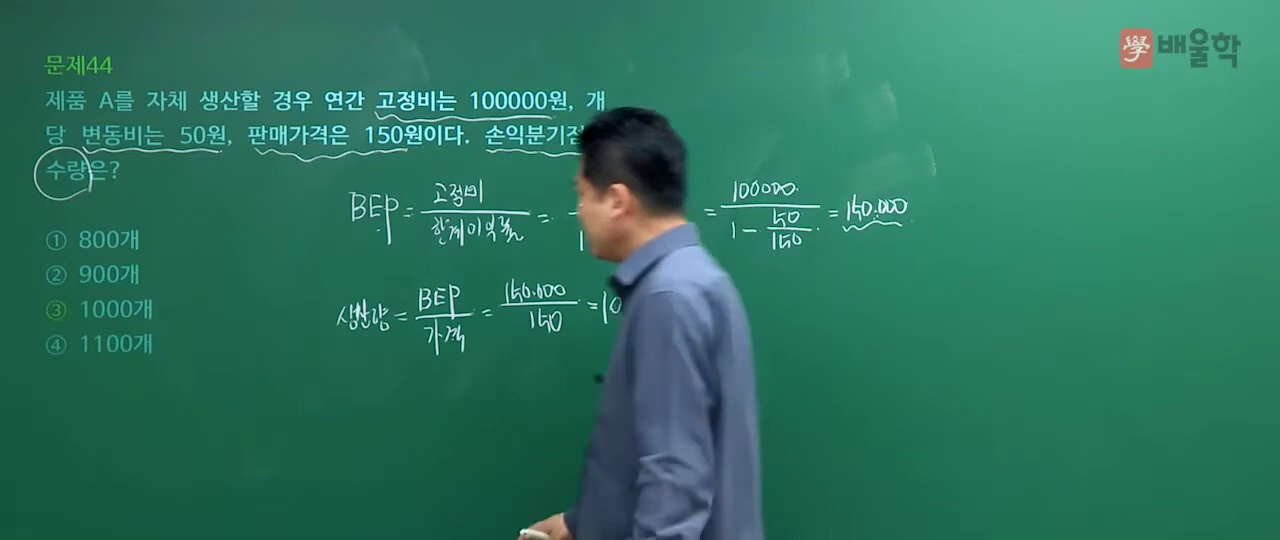 學 배울학
문제44
제품 A를 자체 생산할 경우 연간 고정비는 100000원, 개
당 변동비는 50원, 판매가격은 150원이다. 손익분기점
수량은?
BEP = 고정비 / 한계이익률 = 1 = 100000 / 1 - 50/150 = 150.000
① 800개
② 900개
③ 1000개
④ 1100개
생산량 = BEP / 가격 = 150.000 / 150 = 10